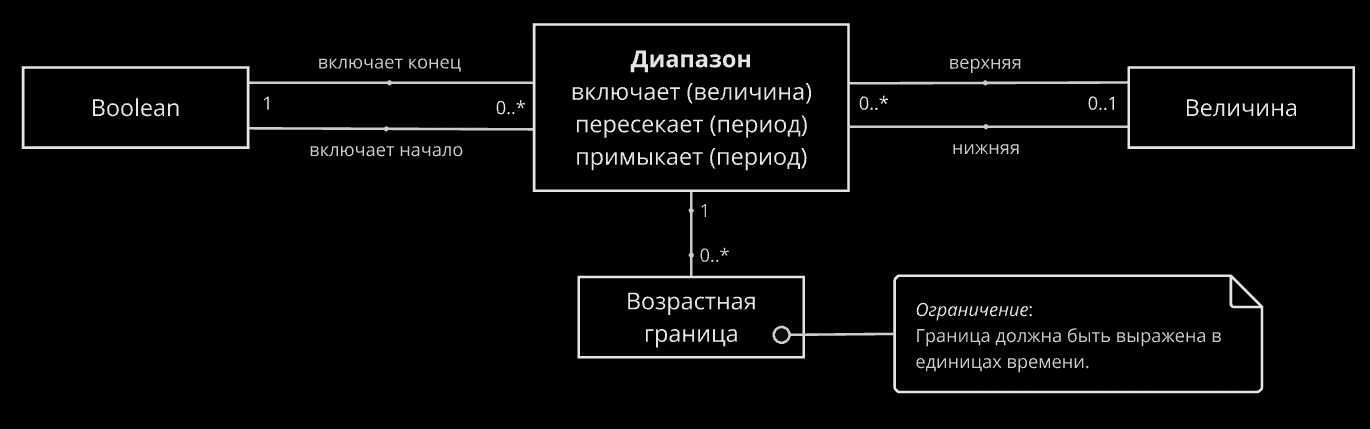 включает конец
Диапазон
верхняя
Boolean
1
0..*
включает (величина)
пересекает (период)
примыкает (период)
0..*
0..1
Величина
включает начало
нижняя
1
0..*
Возрастная
граница
Ограничение:
Граница должна быть выражена в
единицах времени.